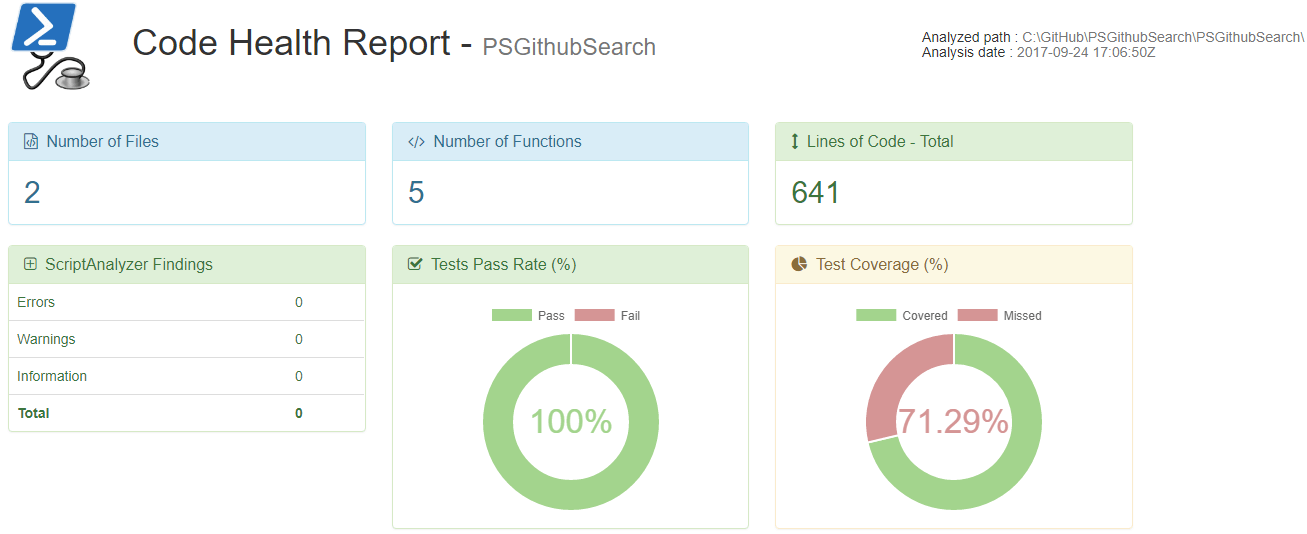 Code Health Report - PSGithubSearch
Analyzed path : C:\GitHub\PSGithubSearch\PSGithubSearch\
Analysis date : 2017-09-24 17:06:50Z
Number of Files
2
Number of Functions
5
Lines of Code - Total
641
ScriptAnalyzer Findings
Errors 0
Warnings 0
Information 0
Total 0
Tests Pass Rate (%)
Pass Fail
100%
Test Coverage (%)
Covered Missed
71.29%